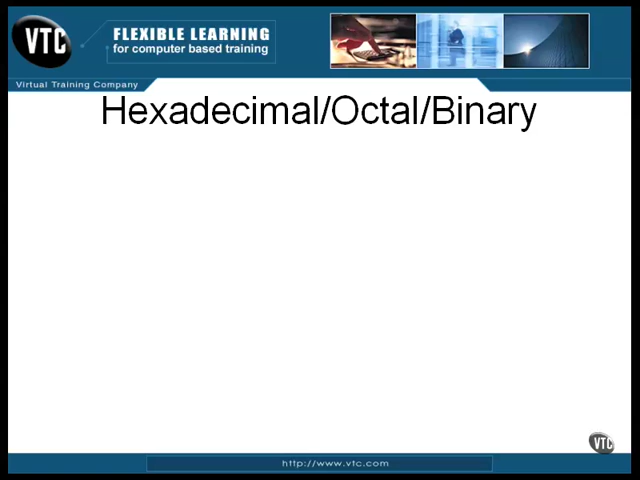 VTC
FLEXIBLE LEARNING
for computer based training
Virtual Training Company
Hexadecimal/Octal/Binary
VTC
http://www.vtc.com